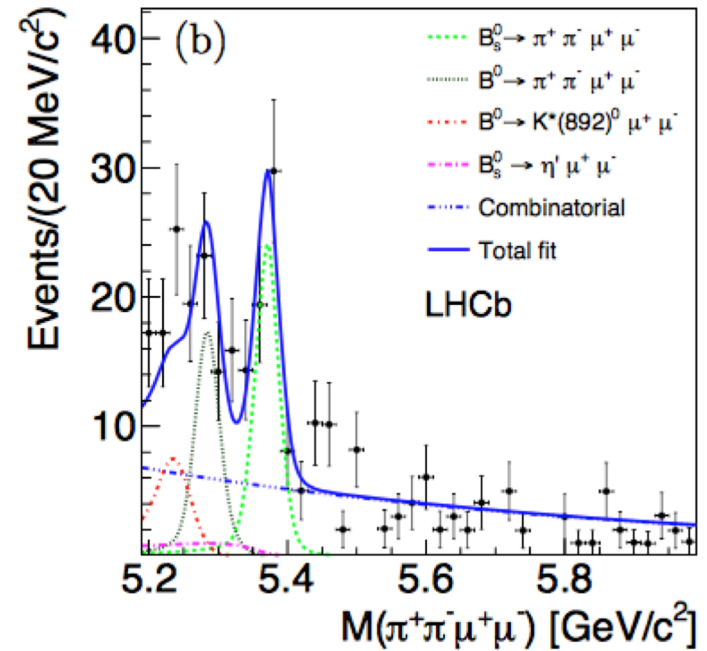 (b)
Events/(20 MeV/c²)
40
30
20
10
B⁰ₛ→ π⁺ π⁻ μ⁺ μ⁻
B⁰→ π⁺ π⁻ μ⁺ μ⁻
B⁰→ K*(892)⁰ μ⁺ μ⁻
B⁰ₛ → η' μ⁺ μ⁻
Combinatorial
Total fit
LHCb
5.2 5.4 5.6 5.8
M(π⁺π⁻μ⁺μ⁻) [GeV/c²]